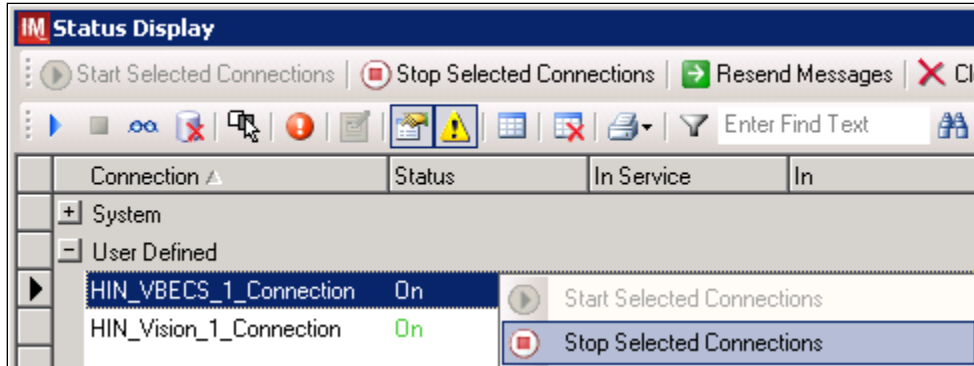 IM Status Display
Start Selected Connections Stop Selected Connections Resend Messages Cl
Enter Find Text
Connection Status In Service In
System
User Defined
HIN_VBECS_1_Connection On Start Selected Connections
HIN_Vision_1_Connection On Stop Selected Connections